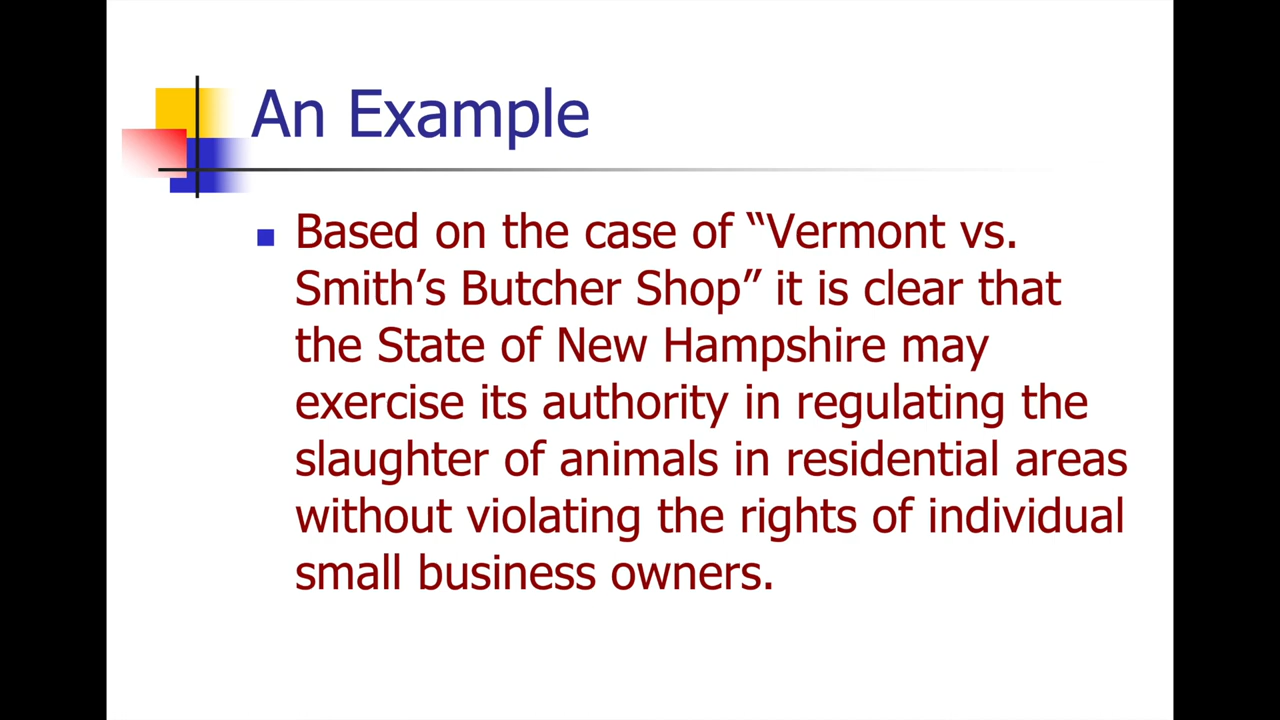 An Example
Based on the case of “Vermont vs.
Smith’s Butcher Shop” it is clear that
the State of New Hampshire may
exercise its authority in regulating the
slaughter of animals in residential areas
without violating the rights of individual
small business owners.